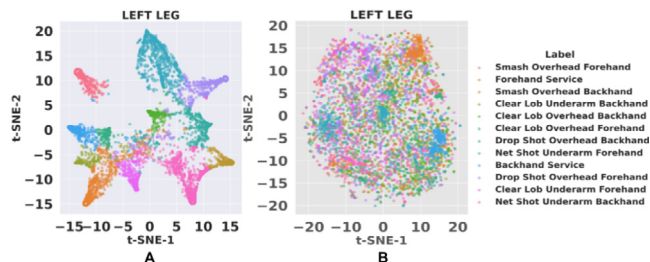 LEFT LEG
20
15
10
5
0
−5
−10
−15
t-SNE-2
−15 −10 −5 0 5 10 15
t-SNE-1
A
LEFT LEG
20
15
10
5
0
−5
−10
−15
−20
t-SNE-2
−20 −10 0 10 20
t-SNE-1
B
Label
Smash Overhead Forehand
Forehand Service
Smash Overhead Backhand
Clear Lob Underarm Backhand
Clear Lob Overhead Backhand
Clear Lob Overhead Forehand
Drop Shot Overhead Backhand
Net Shot Underarm Forehand
Backhand Service
Drop Shot Overhead Forehand
Clear Lob Underarm Forehand
Net Shot Underarm Backhand